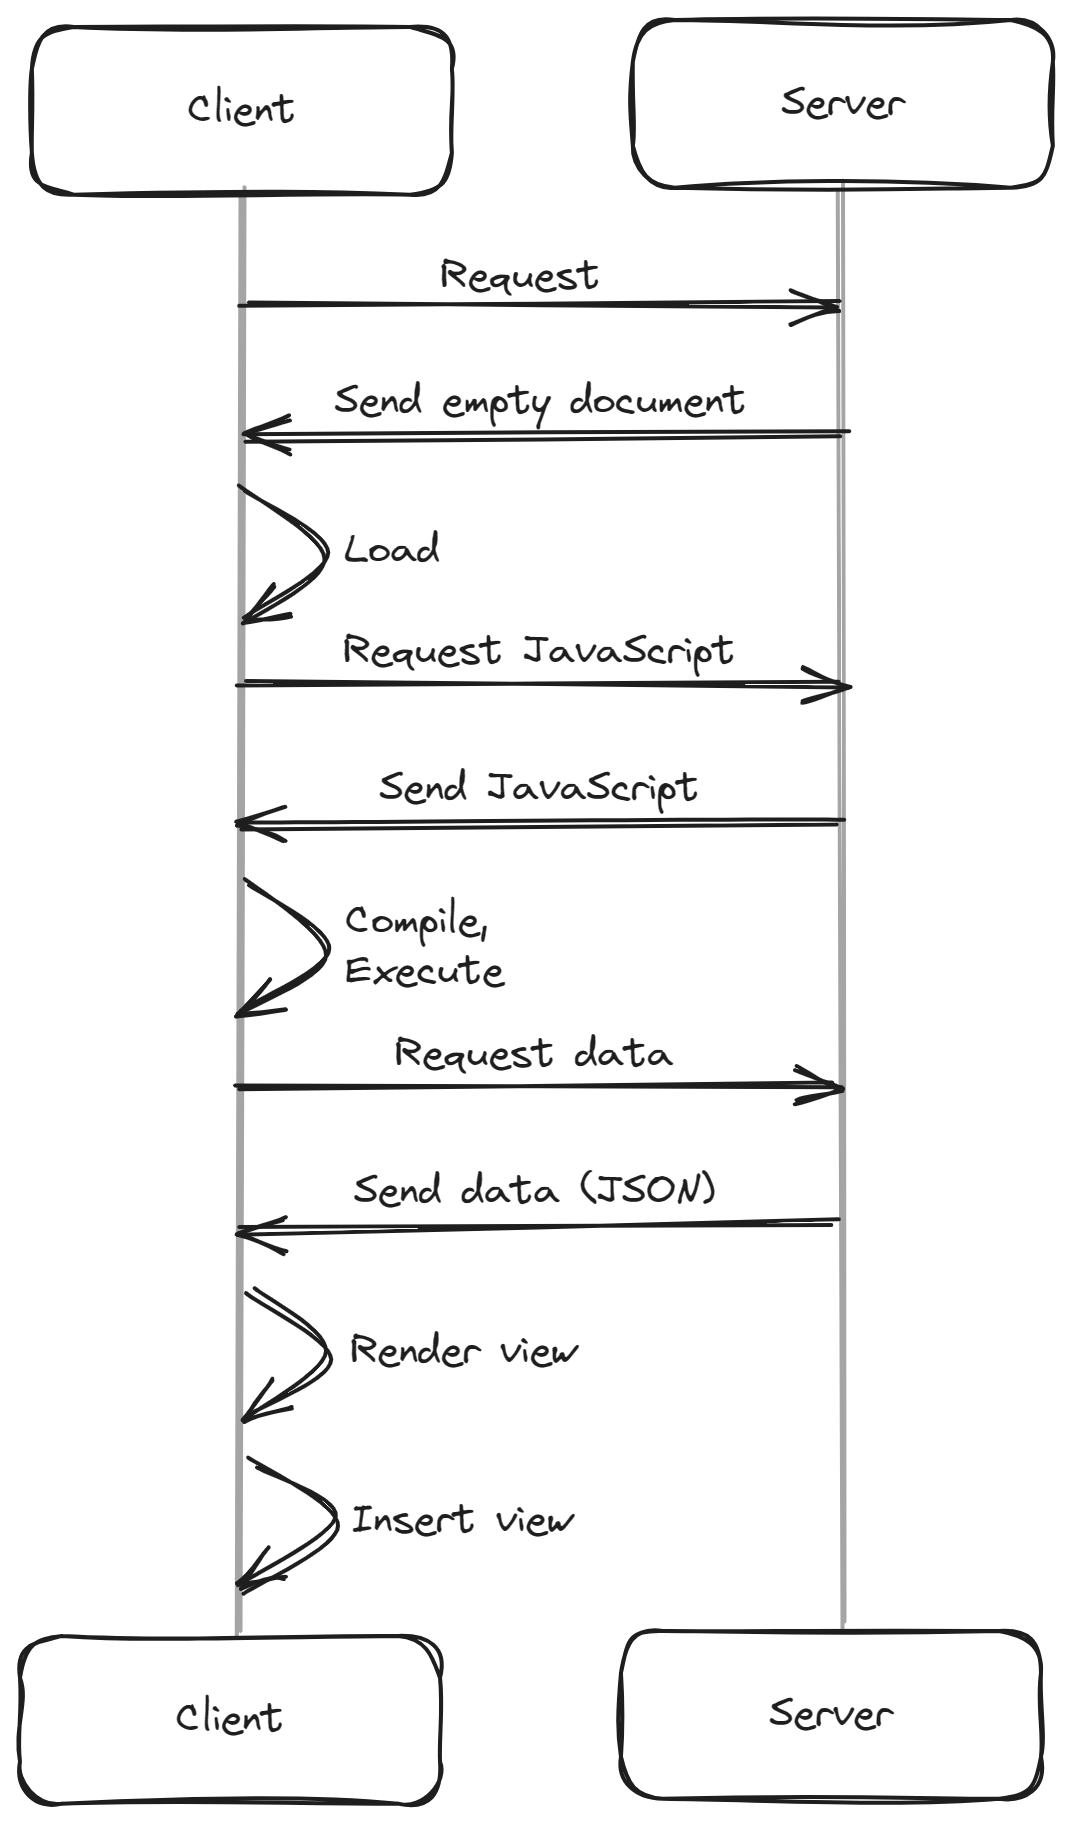 Client
Server
Request
Send empty document
Load
Request JavaScript
Send JavaScript
Compile,
Execute
Request data
Send data (JSON)
Render view
Insert view
Client
Server